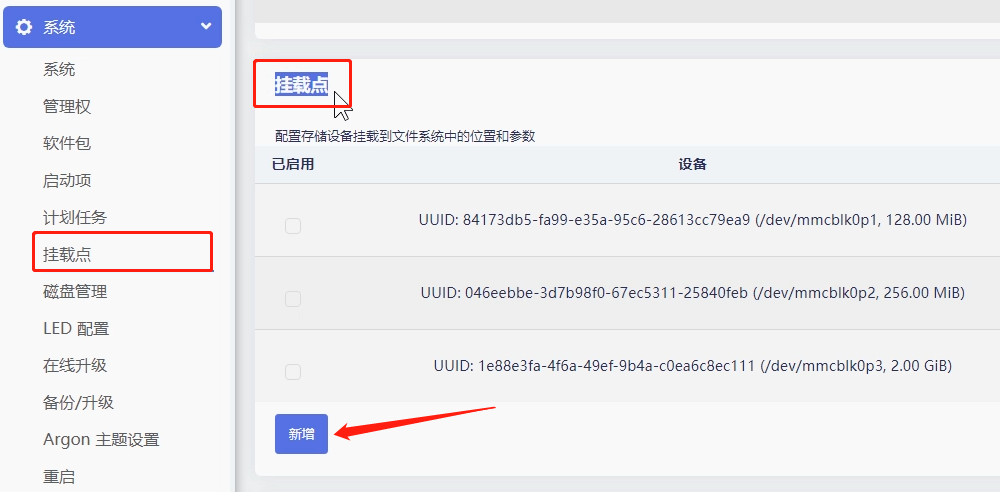 系统
系统
管理权
软件包
启动项
计划任务
挂载点
磁盘管理
LED 配置
在线升级
备份/升级
Argon 主题设置
重启
挂载点
配置存储设备挂载到文件系统中的位置和参数
已启用 设备
UUID: 84173db5-fa99-e35a-95c6-28613cc79ea9 (/dev/mmcblk0p1, 128.00 MiB)
UUID: 046eebbe-3d7b98f0-67ec5311-25840feb (/dev/mmcblk0p2, 256.00 MiB)
UUID: 1e88e3fa-4f6a-49ef-9b4a-c0ea6c8ec111 (/dev/mmcblk0p3, 2.00 GiB)
新增